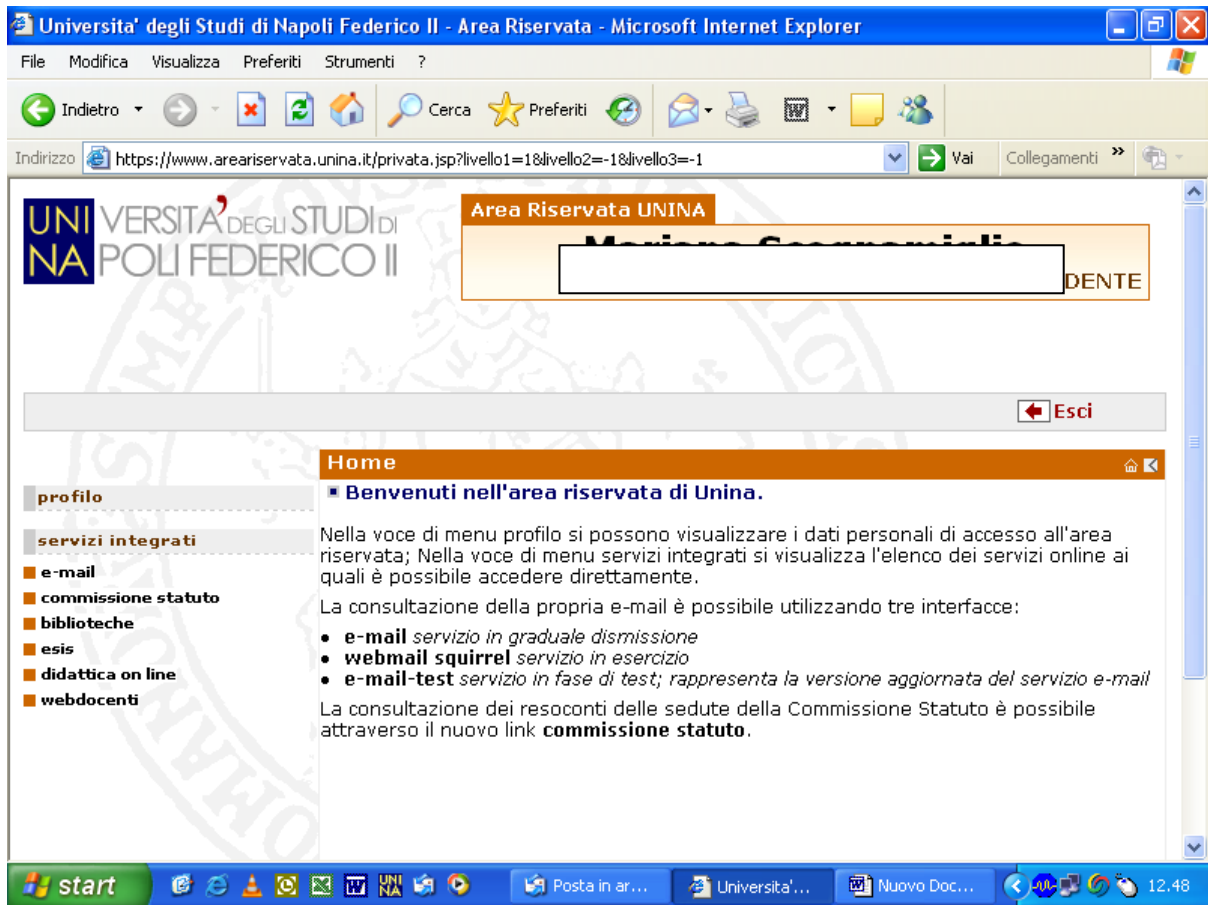 Universita' degli Studi di Napoli Federico II - Area Riservata - Microsoft Internet Explorer
File Modifica Visualizza Preferiti Strumenti ?
Indietro Cerca Preferiti
Indirizzo https://www.areariservata.unina.it/privata.jsp?livello1=1&livello2=-1&livello3=-1 Vai Collegamenti »
UNIVERSITA' DEGLI STUDI DI
NAPOLI FEDERICO II
Area Riservata UNINA
DENTE
Esci
Home
profilo
servizi integrati
e-mail
commissione statuto
biblioteche
esis
didattica on line
webdocenti
Benvenuti nell'area riservata di Unina.
Nella voce di menu profilo si possono visualizzare i dati personali di accesso all'area
riservata; Nella voce di menu servizi integrati si visualizza l'elenco dei servizi online ai
quali è possibile accedere direttamente.
La consultazione della propria e-mail è possibile utilizzando tre interfacce:
• e-mail servizio in graduale dismissione
• webmail squirrel servizio in esercizio
• e-mail-test servizio in fase di test; rappresenta la versione aggiornata del servizio e-mail
La consultazione dei resoconti delle sedute della Commissione Statuto è possibile
attraverso il nuovo link commissione statuto.
start UNI NA Posta in ar... Universita'... Nuovo Doc... 12.48